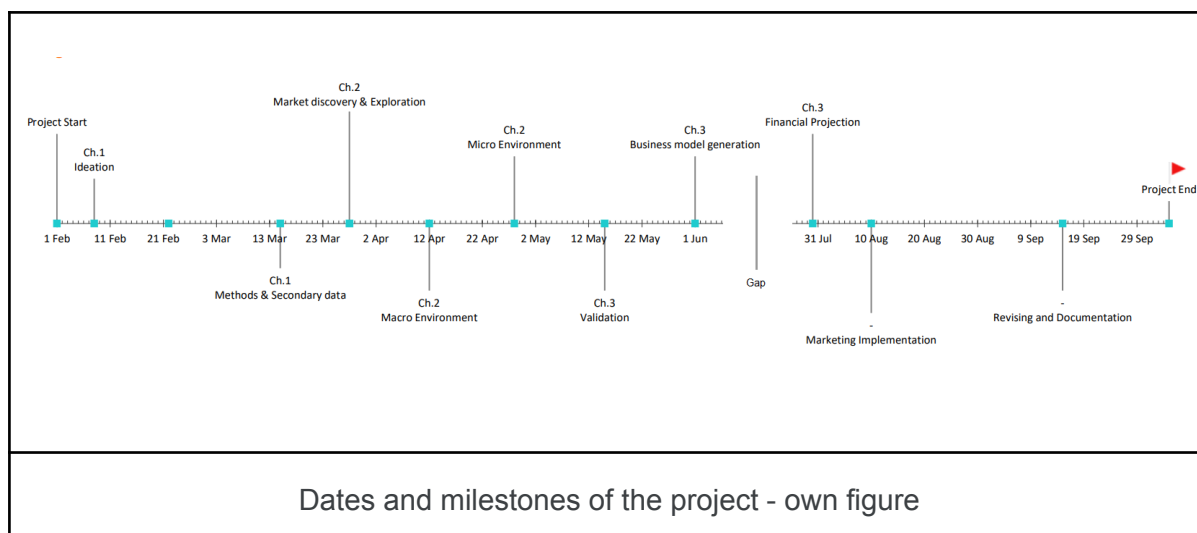 Ch.2
Market discovery & Exploration
Ch.3
Financial Projection
Project Start
Ch.2
Micro Environment
Ch.3
Business model generation
Ch.1
Ideation
Project End
1 Feb 11 Feb 21 Feb 3 Mar 13 Mar 23 Mar 2 Apr 12 Apr 22 Apr 2 May 12 May 22 May 1 Jun 31 Jul 10 Aug 20 Aug 30 Aug 9 Sep 19 Sep 29 Sep
Ch.1
Methods & Secondary data
Gap
Ch.2
Macro Environment
Ch.3
Validation
-
Revising and Documentation
-
Marketing Implementation
Dates and milestones of the project - own figure